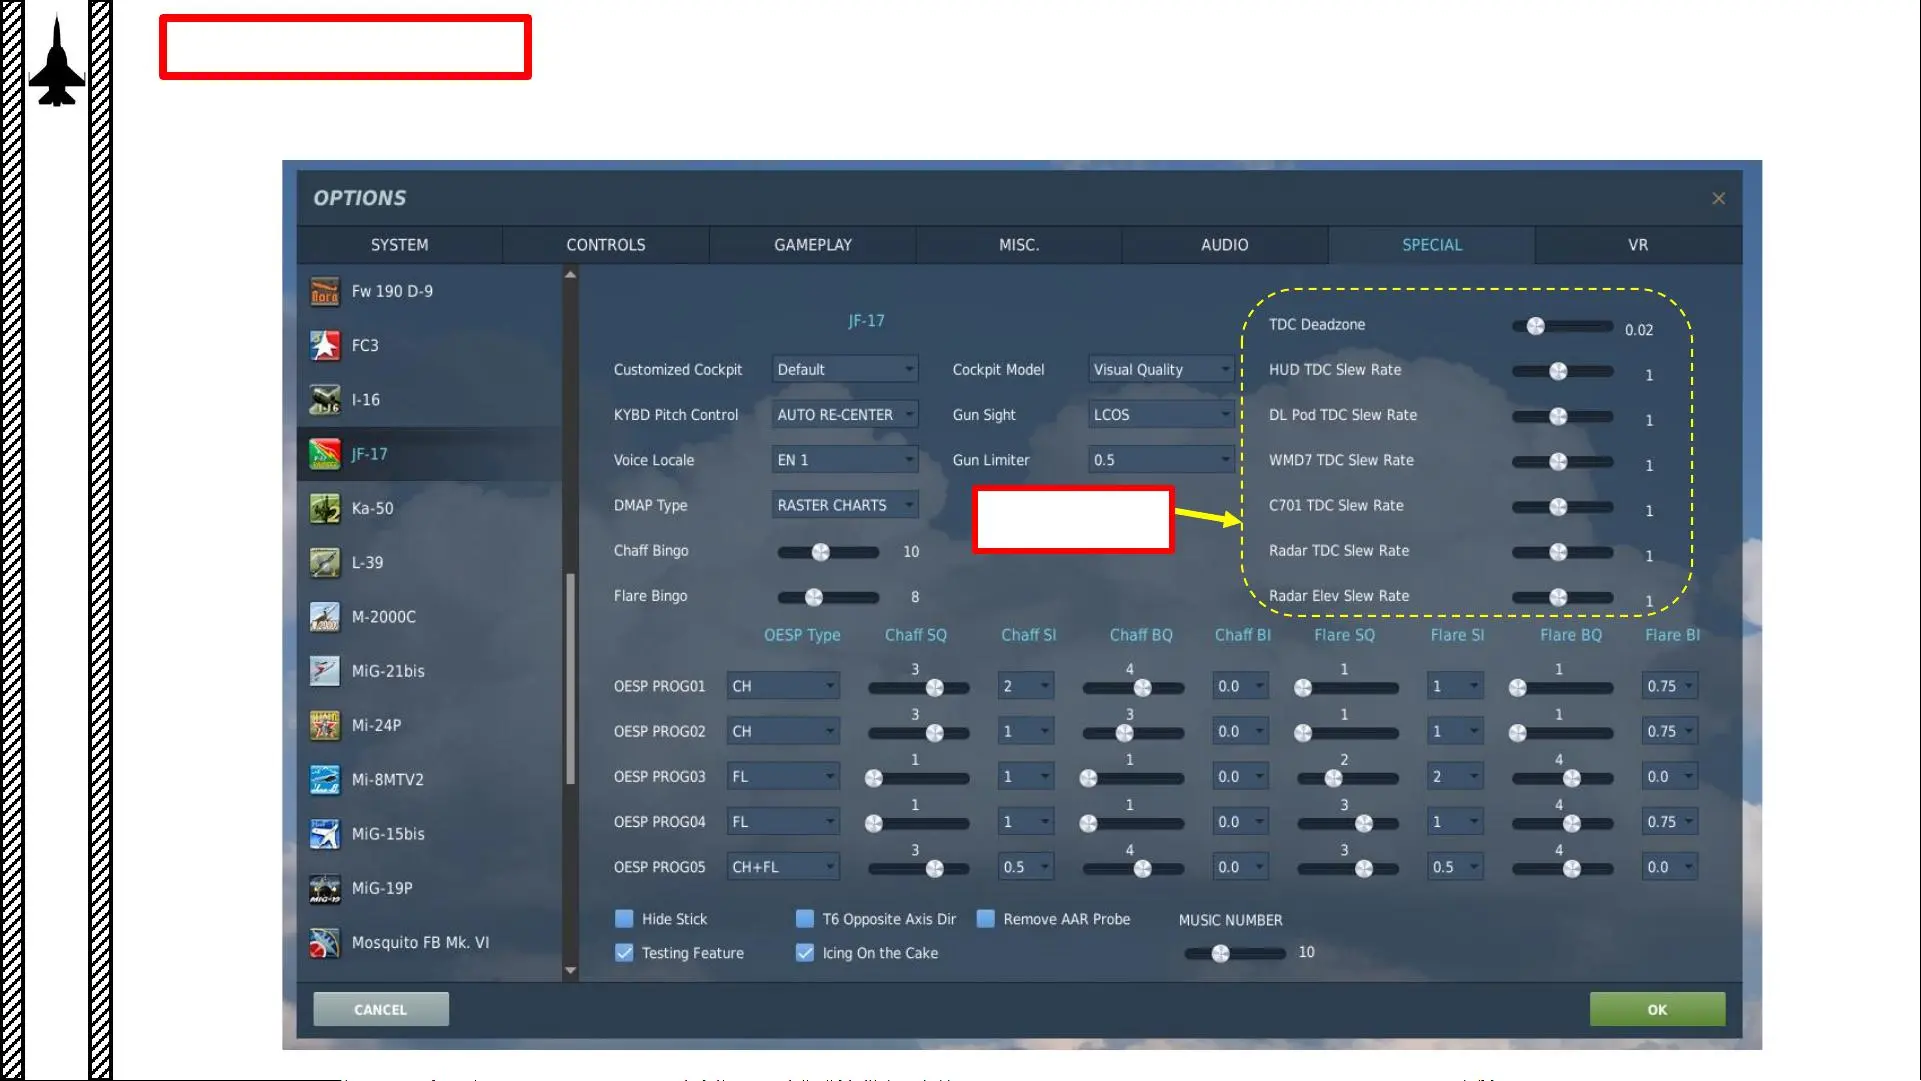 OPTIONS
SYSTEM CONTROLS GAMEPLAY MISC. AUDIO SPECIAL VR
Fw 190 D-9
FC3
I-16
JF-17
Ka-50
L-39
M-2000C
MiG-21bis
Mi-24P
Mi-8MTV2
MiG-15bis
MiG-19P
Mosquito FB Mk. VI
JF-17
Customized Cockpit Default Cockpit Model Visual Quality
KYBD Pitch Control AUTO RE-CENTER Gun Sight LCOS
Voice Locale EN 1 Gun Limiter 0.5
DMAP Type RASTER CHARTS
Chaff Bingo 10
Flare Bingo 8
TDC Deadzone 0.02
HUD TDC Slew Rate 1
DL Pod TDC Slew Rate 1
WMD7 TDC Slew Rate 1
C701 TDC Slew Rate 1
Radar TDC Slew Rate 1
Radar Elev Slew Rate 1
OESP Type Chaff SQ Chaff SI Chaff BQ Chaff BI Flare SQ Flare SI Flare BQ Flare BI
OESP PROG01 CH 3 2 4 0.0 1 1 1 0.75
OESP PROG02 CH 3 1 3 0.0 1 1 1 0.75
OESP PROG03 FL 1 1 1 0.0 2 2 4 0.0
OESP PROG04 FL 1 1 1 0.0 3 1 4 0.75
OESP PROG05 CH+FL 3 0.5 4 0.0 3 0.5 4 0.0
Hide Stick T6 Opposite Axis Dir Remove AAR Probe MUSIC NUMBER
Testing Feature Icing On the Cake 10
CANCEL OK